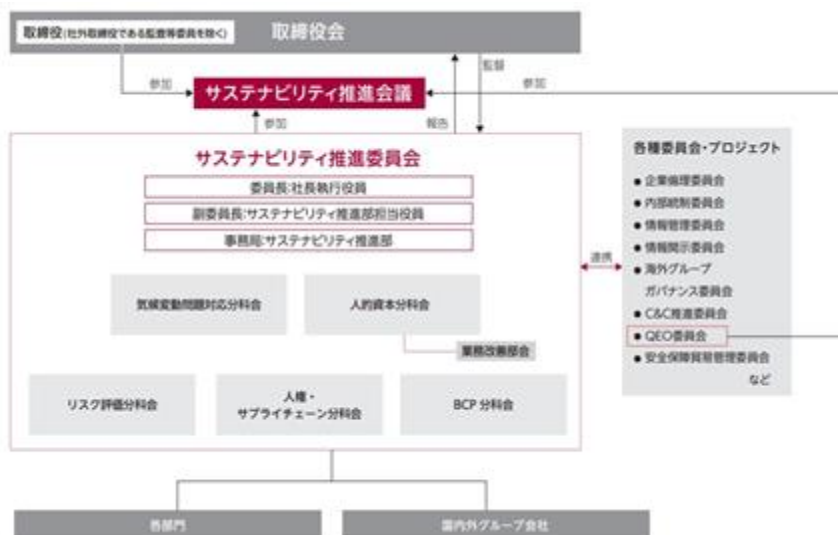 取締役(社外取締役である監査等委員を除く)
取締役会
参加
監督
参加
サステナビリティ推進会議
参加
報告
サステナビリティ推進委員会
委員長:社長執行役員
副委員長:サステナビリティ推進部担当役員
事務局:サステナビリティ推進部
気候変動問題対応分科会
人的資本分科会
業務改善部会
リスク評価分科会
人権・
サプライチェーン分科会
BCP 分科会
連携
各種委員会・プロジェクト
● 企業倫理委員会
● 内部統制委員会
● 情報管理委員会
● 情報開示委員会
● 海外グループ
ガバナンス委員会
● C&C推進委員会
● QEO委員会
● 安全保障貿易管理委員会
など
各部門
国内外グループ会社